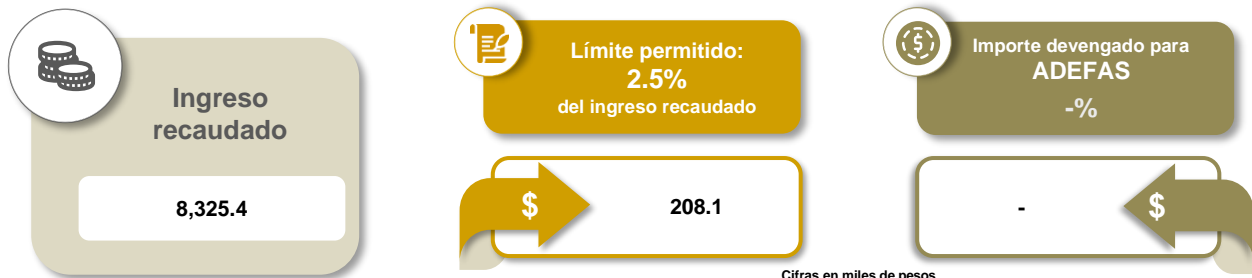 Ingreso
recaudado
8,325.4
Límite permitido:
2.5%
del ingreso recaudado
$
208.1
Importe devengado para
ADEFAS
-%
-
$
Cifras en miles de pesos